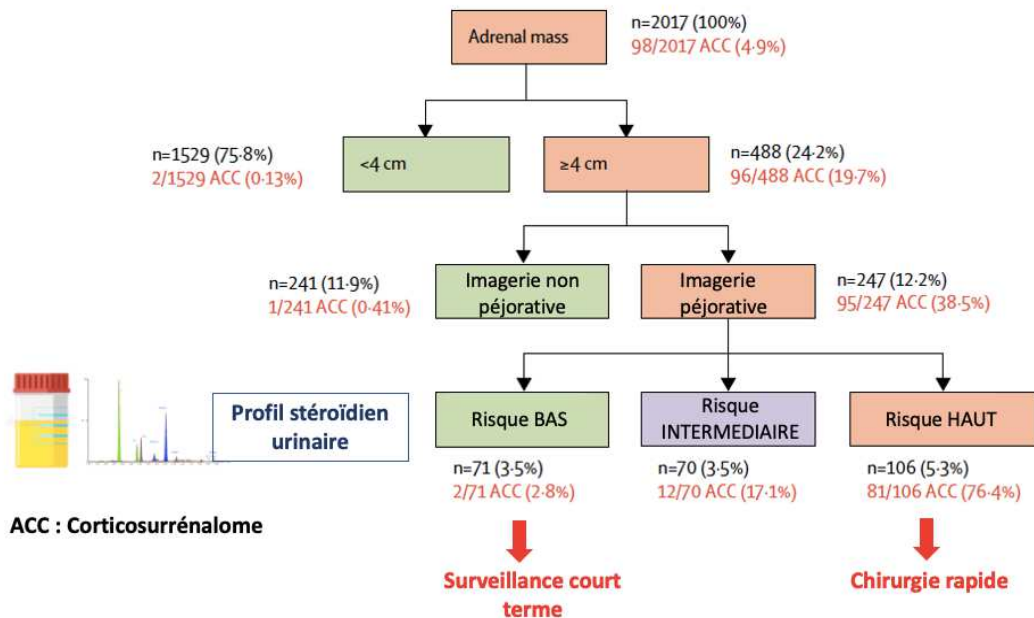 Adrenal mass
n=2017 (100%)
98/2017 ACC (4·9%)
n=1529 (75·8%)
2/1529 ACC (0·13%)
<4 cm
≥4 cm
n=488 (24·2%)
96/488 ACC (19·7%)
n=241 (11·9%)
1/241 ACC (0·41%)
Imagerie non
péjorative
Imagerie
péjorative
n=247 (12·2%)
95/247 ACC (38·5%)
Profil stéroïdien
urinaire
Risque BAS
Risque
INTERMEDIAIRE
Risque HAUT
n=71 (3·5%)
2/71 ACC (2·8%)
n=70 (3·5%)
12/70 ACC (17·1%)
n=106 (5·3%)
81/106 ACC (76·4%)
ACC : Corticosurrénalome
Surveillance court
terme
Chirurgie rapide